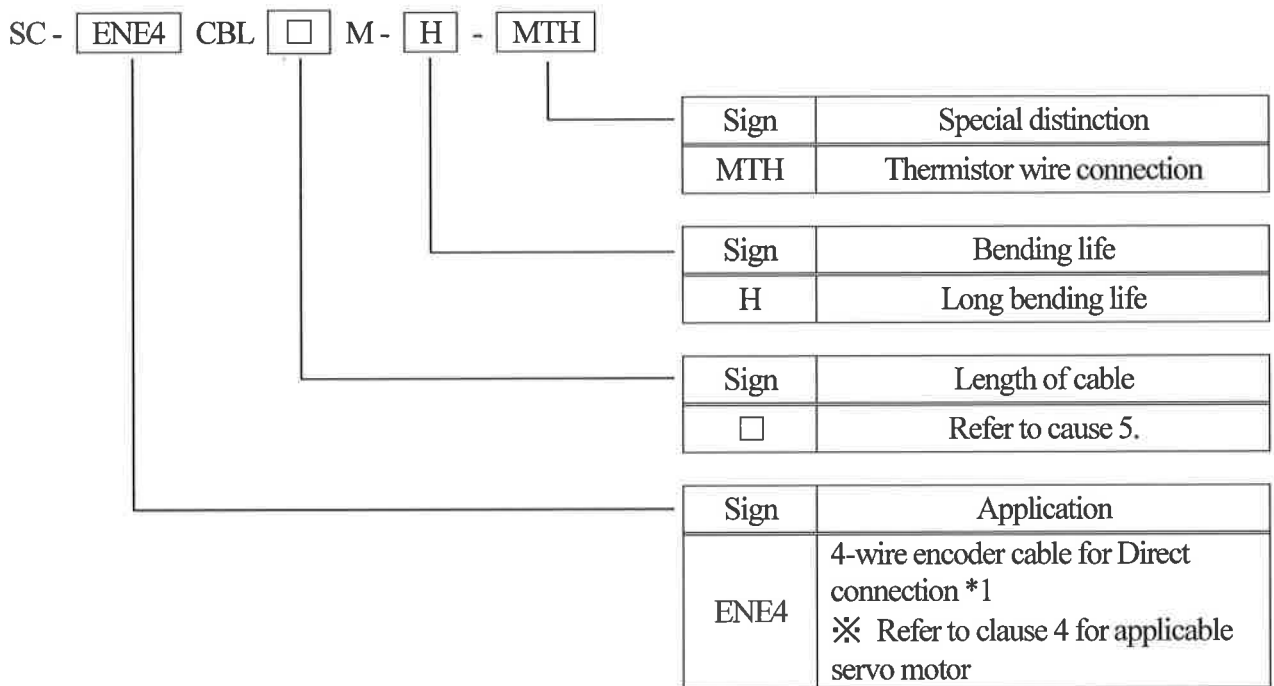 SC - ENE4 CBL □ M - H - MTH
Sign Special distinction
MTH Thermistor wire connection
Sign Bending life
H Long bending life
Sign Length of cable
□ Refer to cause 5.
Sign Application
ENE4 4-wire encoder cable for Direct
connection *1
※ Refer to clause 4 for applicable
servo motor